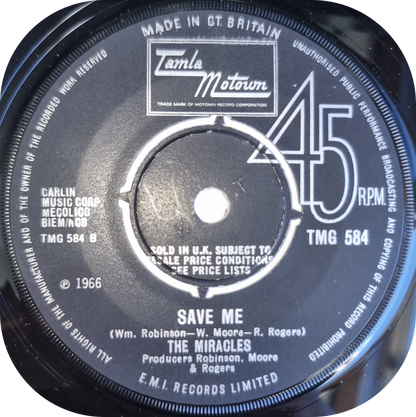 MADE IN GT. BRITAIN
UNAUTHORISED PUBLIC PERFORMANCE BROADCASTING AND COPYING OF THIS RECORD PROHIBITED
ALL RIGHTS OF THE MANUFACTURER AND OF THE OWNER OF THE RECORDED WORK RESERVED
Tamla
Motown
TRADE MARK OF MOTOWN RECORD CORPORATION
45
R.P.M.
CARLIN
MUSIC CORP.
MECOLICO
BIEM/NCB
TMG 584 B
TMG 584
SOLD IN U.K. SUBJECT TO
RESALE PRICE CONDITIONS
SEE PRICE LISTS
℗ 1966
SAVE ME
(Wm. Robinson—W. Moore—R. Rogers)
THE MIRACLES
Producers Robinson, Moore
& Rogers
E.M.I. RECORDS LIMITED